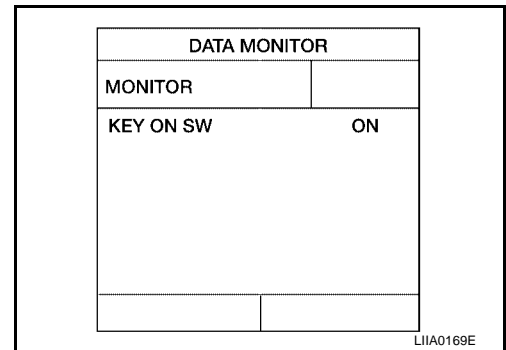 DATA MONITOR
MONITOR
KEY ON SW ON
LIIA0169E